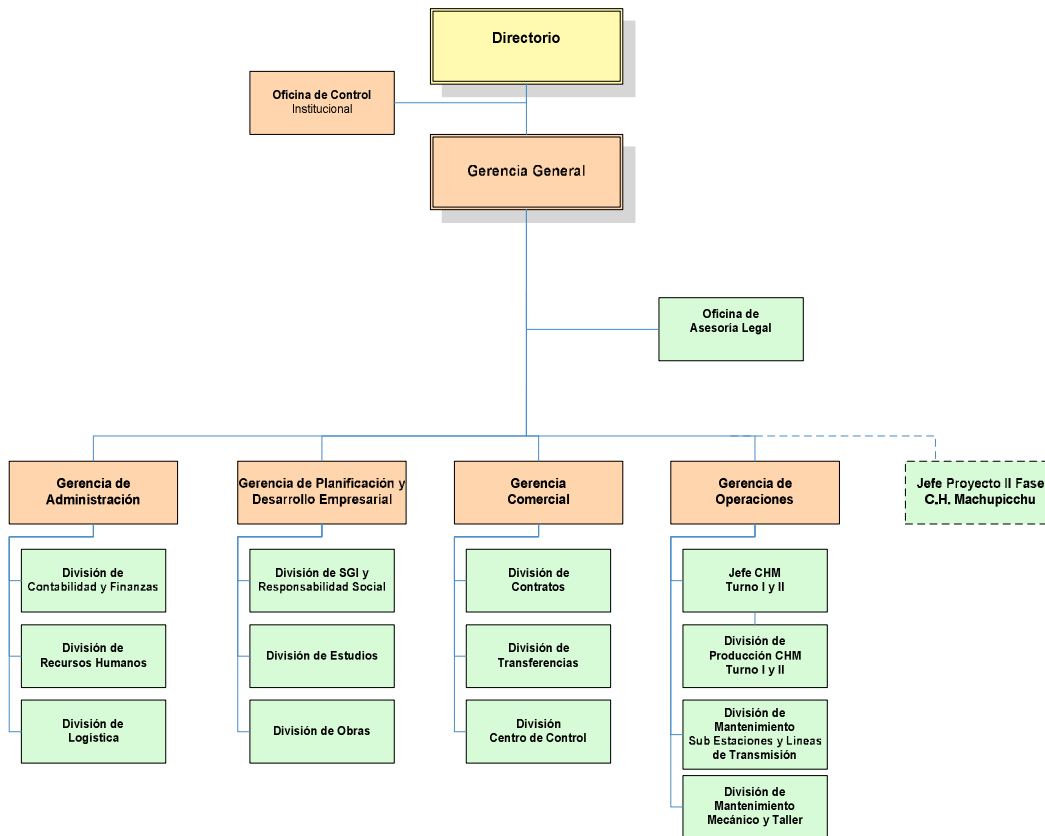 Directorio
Oficina de Control
Institucional
Gerencia General
Oficina de
Asesoria Legal
Gerencia de
Administración
Gerencia de Planificación y
Desarrollo Empresarial
Gerencia
Comercial
Gerencia de
Operaciones
Jefe Proyecto II Fase
C.H. Machupicchu
División de
Contabilidad y Finanzas
División de
Recursos Humanos
División de
Logística
División de SGI y
Responsabilidad Social
División de Estudios
División de Obras
División de
Contratos
División de
Transferencias
División
Centro de Control
Jefe CHM
Turno I y II
División de
Producción CHM
Turno I y II
División de
Mantenimiento
Sub Estaciones y Lineas
de Transmisión
División de
Mantenimiento
Mecánico y Taller